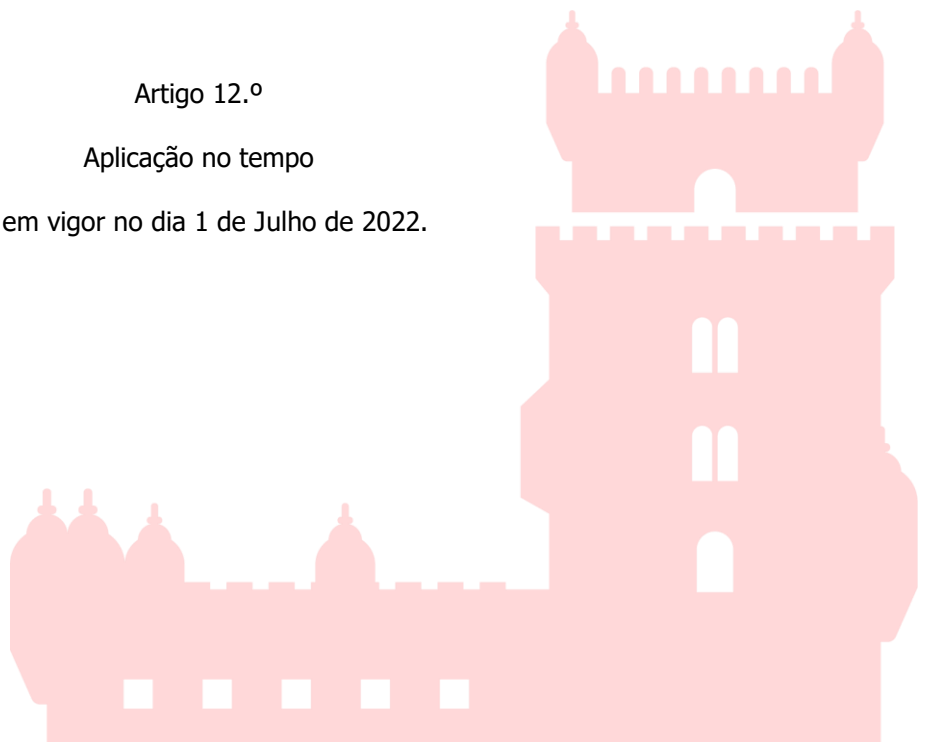 Artigo 12.º
Aplicação no tempo
em vigor no dia 1 de Julho de 2022.